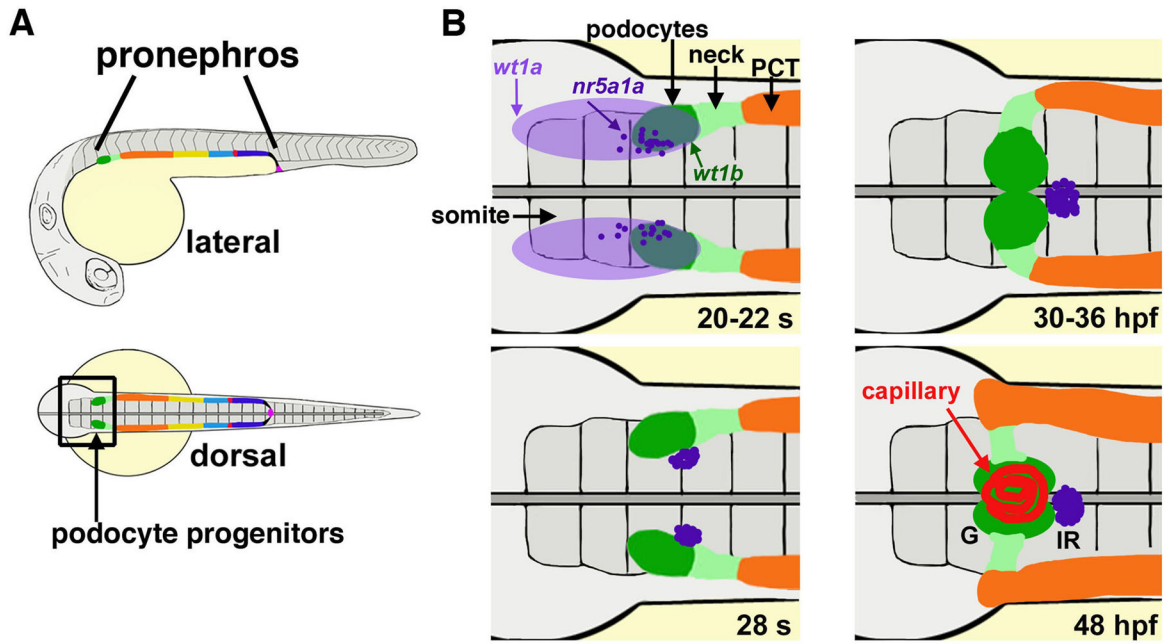 A
pronephros
lateral
dorsal
podocyte progenitors
B
podocytes
neck
PCT
wt1a
nr5a1a
wt1b
somite
20-22 s
30-36 hpf
28 s
capillary
G
IR
48 hpf